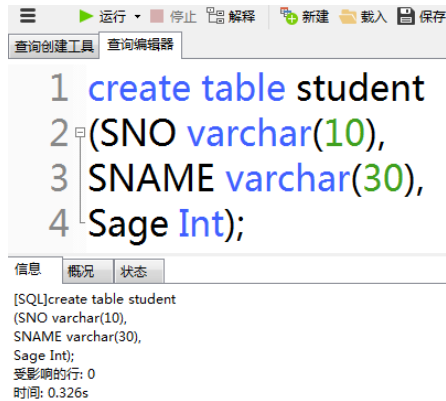 运行 停止 解释 新建 載入 保存
查询创建工具 查询编辑器
1 create table student
2 (SNO varchar(10),
3 SNAME varchar(30),
4 Sage Int);
信息 概况 状态
[SQL]create table student
(SNO varchar(10),
SNAME varchar(30),
Sage Int);
受影响的行: 0
时间: 0.326s